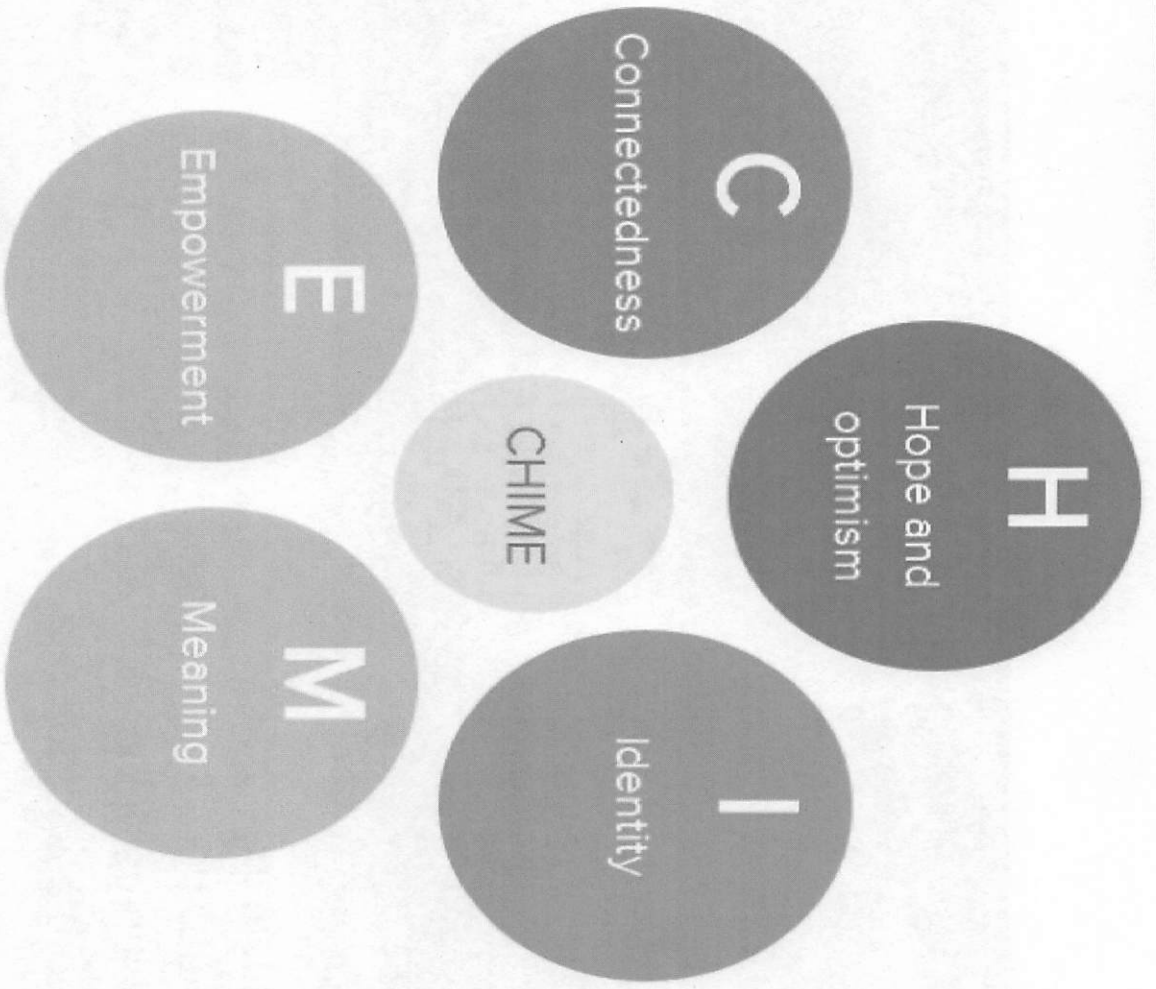 C
Connectedness
H
Hope and
optimism
I
Identity
M
Meaning
E
Empowerment
CHIME